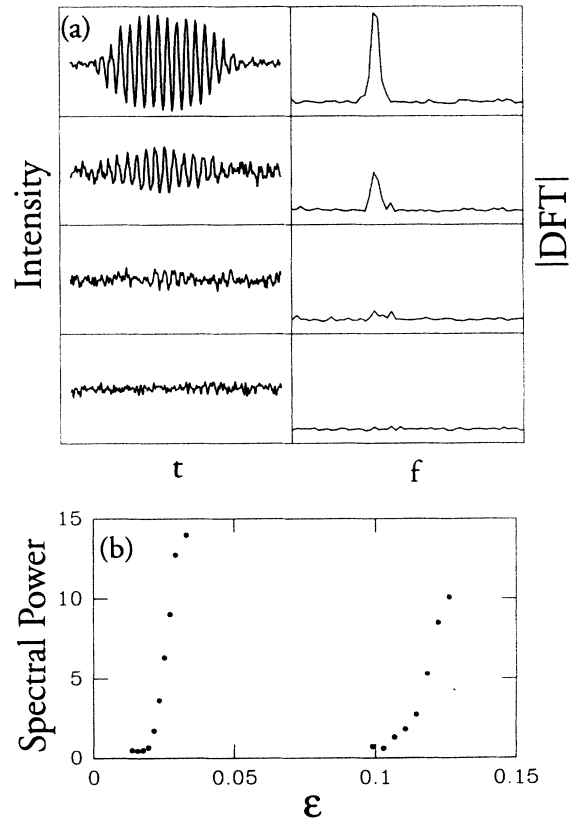 (a)
Intensity
|DFT|
t
f
(b)
Spectral Power
15
10
5
0
0
0.05
0.1
0.15
ε